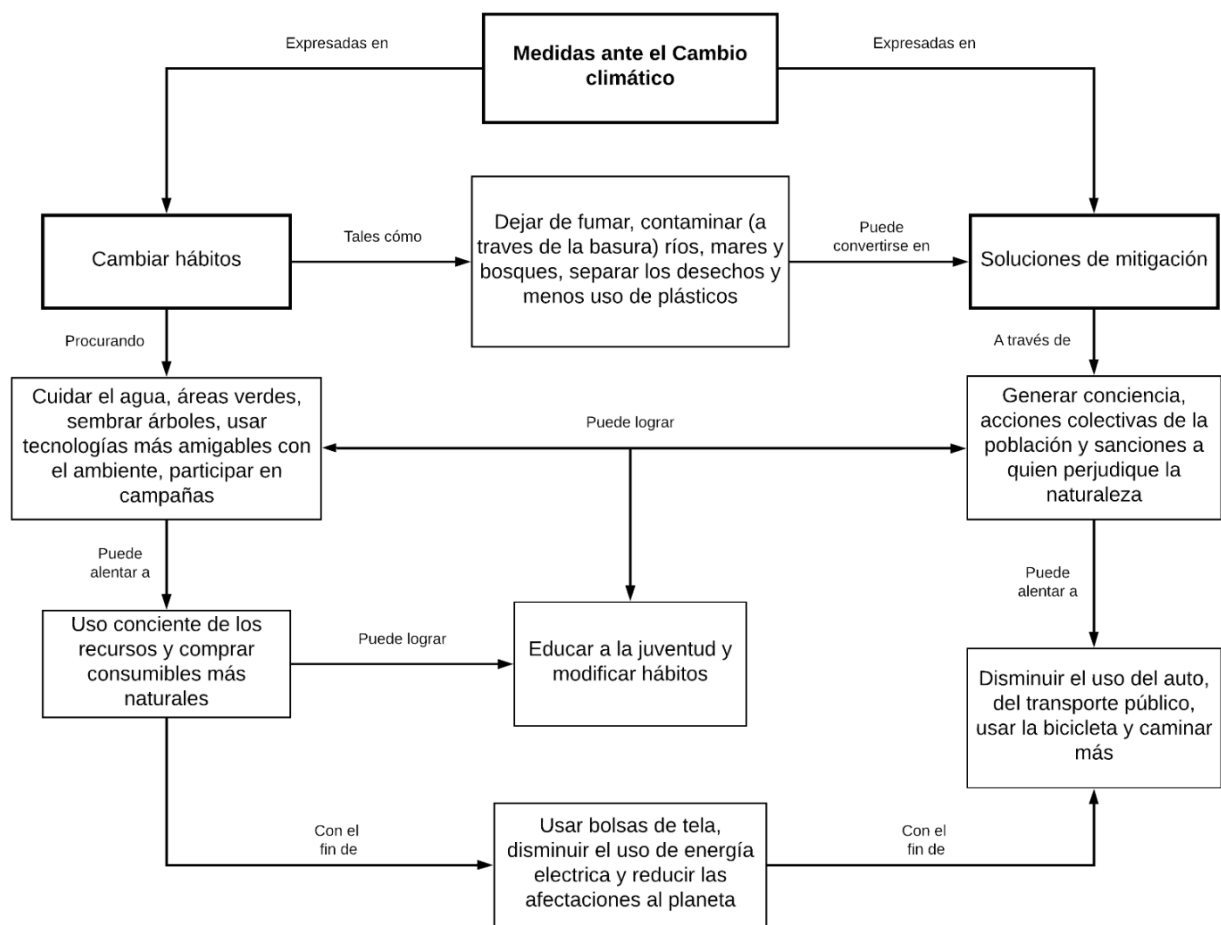 Expresadas en
Medidas ante el Cambio
climático
Expresadas en
Cambiar hábitos
Tales cómo
Dejar de fumar, contaminar (a
traves de la basura) ríos, mares y
bosques, separar los desechos y
menos uso de plásticos
Puede
convertirse en
Soluciones de mitigación
Procurando
A través de
Cuidar el agua, áreas verdes,
sembrar árboles, usar
tecnologías más amigables con
el ambiente, participar en
campañas
Puede lograr
Generar conciencia,
acciones colectivas de la
población y sanciones a
quien perjudique la
naturaleza
Puede
alentar a
Puede
alentar a
Uso conciente de los
recursos y comprar
consumibles más
naturales
Puede lograr
Educar a la juventud y
modificar hábitos
Disminuir el uso del auto,
del transporte público,
usar la bicicleta y caminar
más
Con el
fin de
Usar bolsas de tela,
disminuir el uso de energía
electrica y reducir las
afectaciones al planeta
Con el
fin de